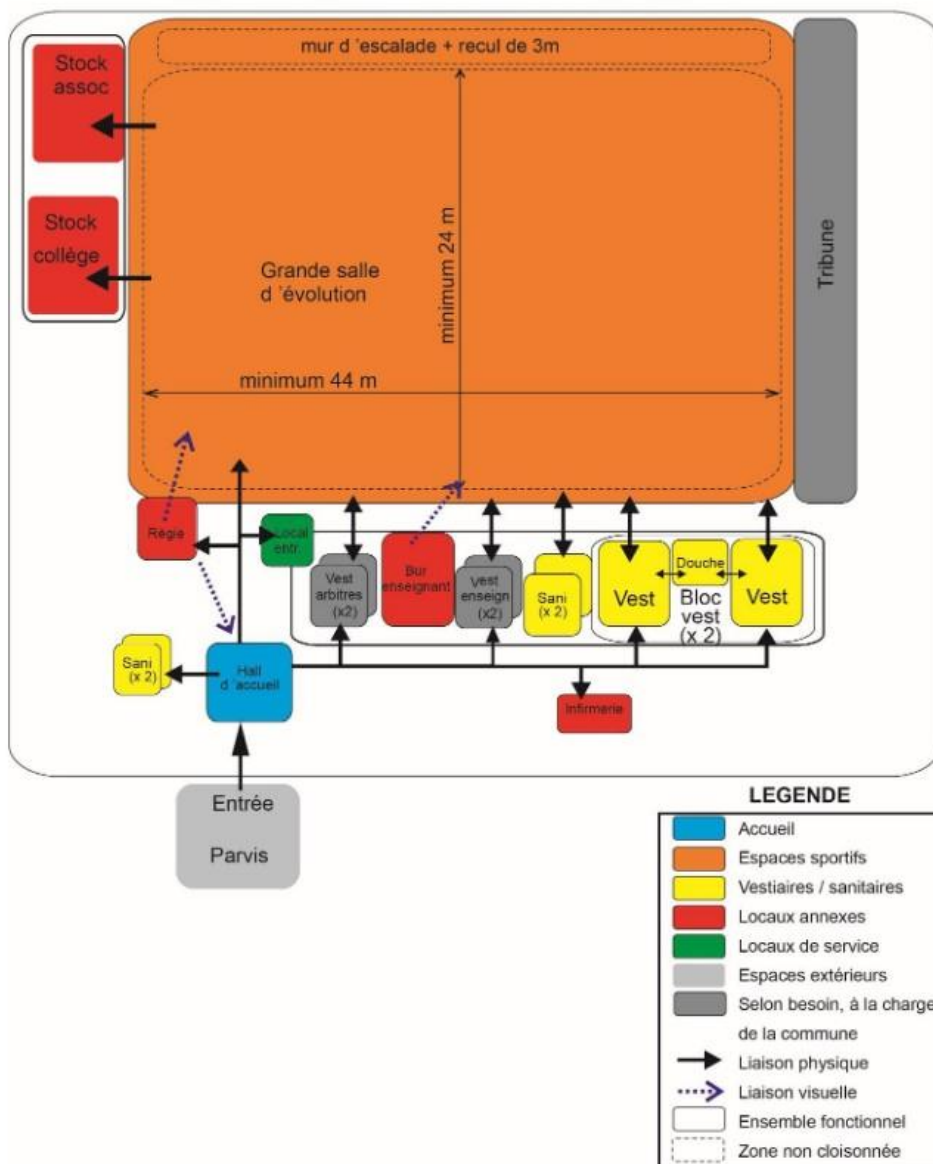 mur d 'escalade + recul de 3m
Stock
assoc
Stock
collège
Grande salle
d 'évolution
minimum 24 m
minimum 44 m
Tribune
Régie
Local
entr.
Vest
arbitres
(x2)
Bur
enseignant
Vest
enseign
(x2)
Sani
(x 2)
Vest
Douche
Bloc
vest
(x 2)
Vest
Sani
(x 2)
Hall
d 'accueil
Infirmerie
Entrée
Parvis
LEGENDE
Accueil
Espaces sportifs
Vestiaires / sanitaires
Locaux annexes
Locaux de service
Espaces extérieurs
Selon besoin, à la charge
de la commune
Liaison physique
Liaison visuelle
Ensemble fonctionnel
Zone non cloisonnée